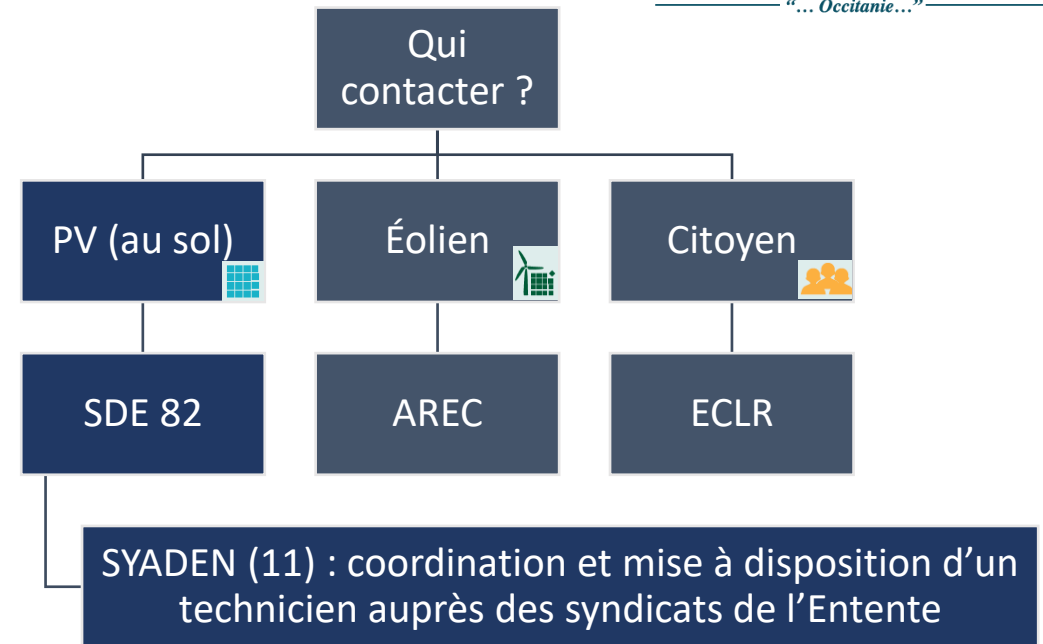 “… Occitanie…”
Qui
contacter ?
PV (au sol)
Éolien
Citoyen
SDE 82
AREC
ECLR
SYADEN (11) : coordination et mise à disposition d’un
technicien auprès des syndicats de l’Entente